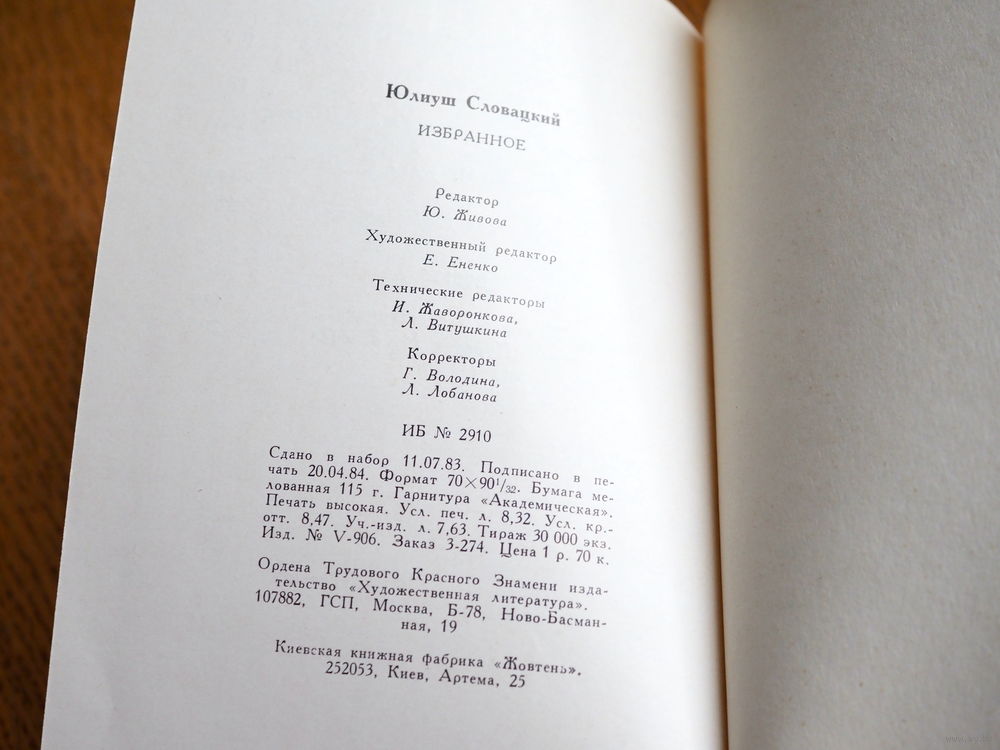 Юлиуш Словацкий
ИЗБРАННОЕ
Редактор
Ю. Живова
Художественный редактор
Е. Ененко
Технические редакторы
И. Жаворонкова,
Л. Витушкина
Корректоры
Г. Володина,
Л. Лобанова
ИБ № 2910
Сдано в набор 11.07.83. Подписано в пе-
чать 20.04.84. Формат 70×90¹/₃₂. Бумага ме-
лованная 115 г. Гарнитура «Академическая».
Печать высокая. Усл. печ. л. 8,32. Усл. кр.-
отт. 8,47. Уч.-изд. л. 7,63. Тираж 30 000 экз.
Изд. № V-906. Заказ 3-274. Цена 1 р. 70 к.
Ордена Трудового Красного Знамени изда-
тельство «Художественная литература».
107882, ГСП, Москва, Б-78, Ново-Басман-
ная, 19
Киевская книжная фабрика «Жовтень».
252053, Киев, Артема, 25